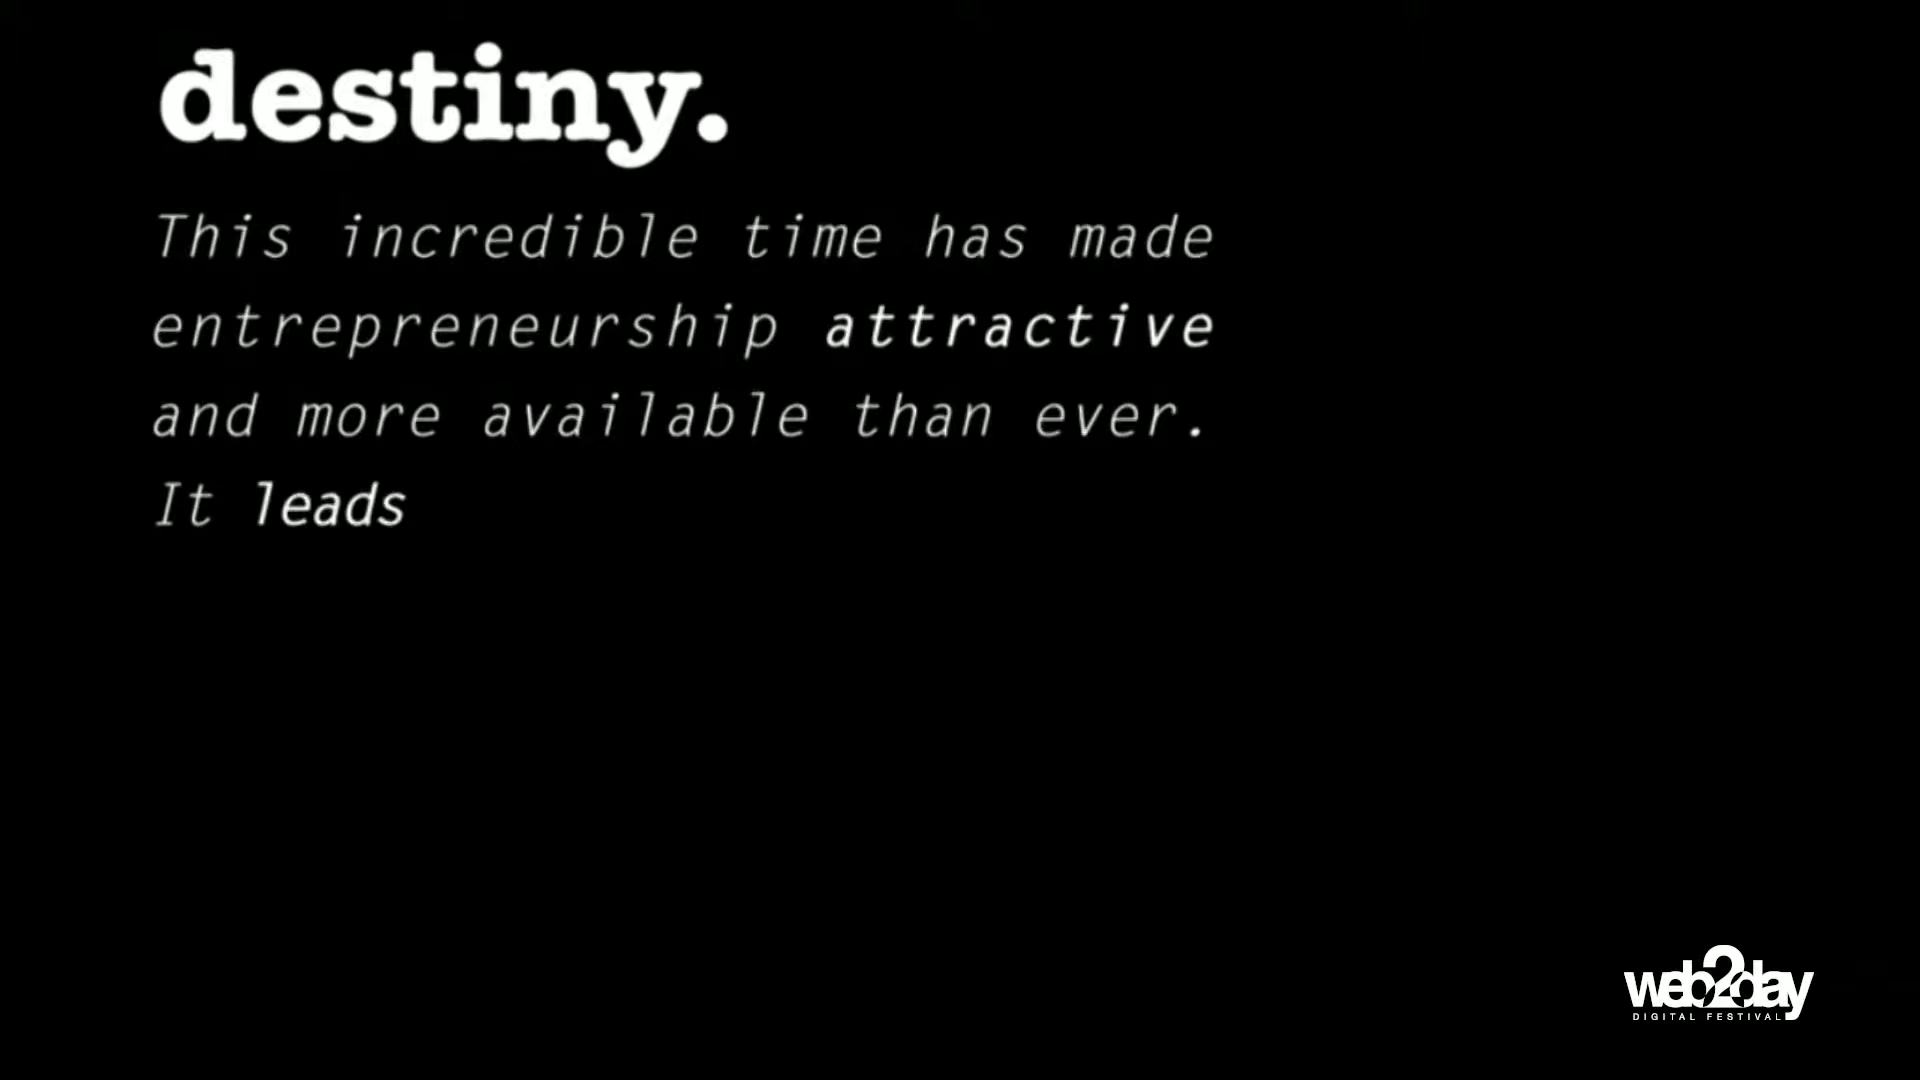 destiny.
This incredible time has made
entrepreneurship attractive
and more available than ever.
It leads
web2day
DIGITAL FESTIVAL